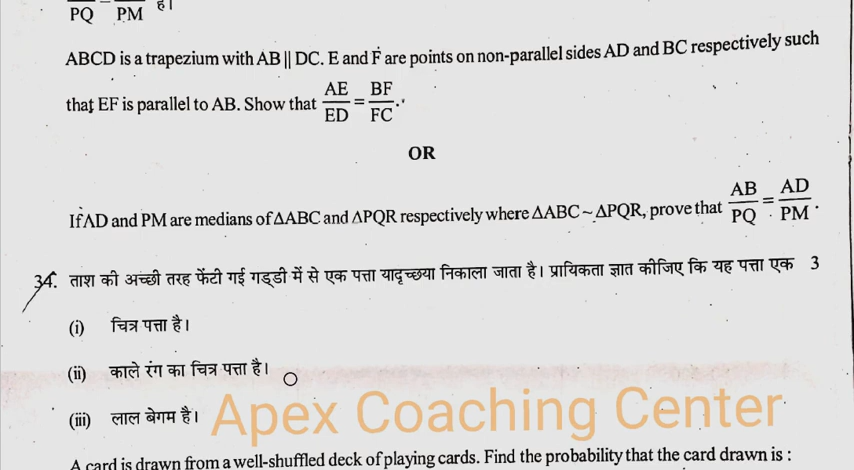 PQ = PM है।
ABCD is a trapezium with AB || DC. E and F are points on non-parallel sides AD and BC respectively such
that EF is parallel to AB. Show that AE/ED = BF/FC.
OR
If AD and PM are medians of ΔABC and ΔPQR respectively where ΔABC ~ ΔPQR, prove that AB/PQ = AD/PM.
34. ताश की अच्छी तरह फेंटी गई गड्डी में से एक पत्ता यादृच्छया निकाला जाता है। प्रायिकता ज्ञात कीजिए कि यह पत्ता एक 3
(i) चित्र पत्ता है।
(ii) काले रंग का चित्र पत्ता है।
(iii) लाल बेगम है।
Apex Coaching Center
A card is drawn from a well-shuffled deck of playing cards. Find the probability that the card drawn is :